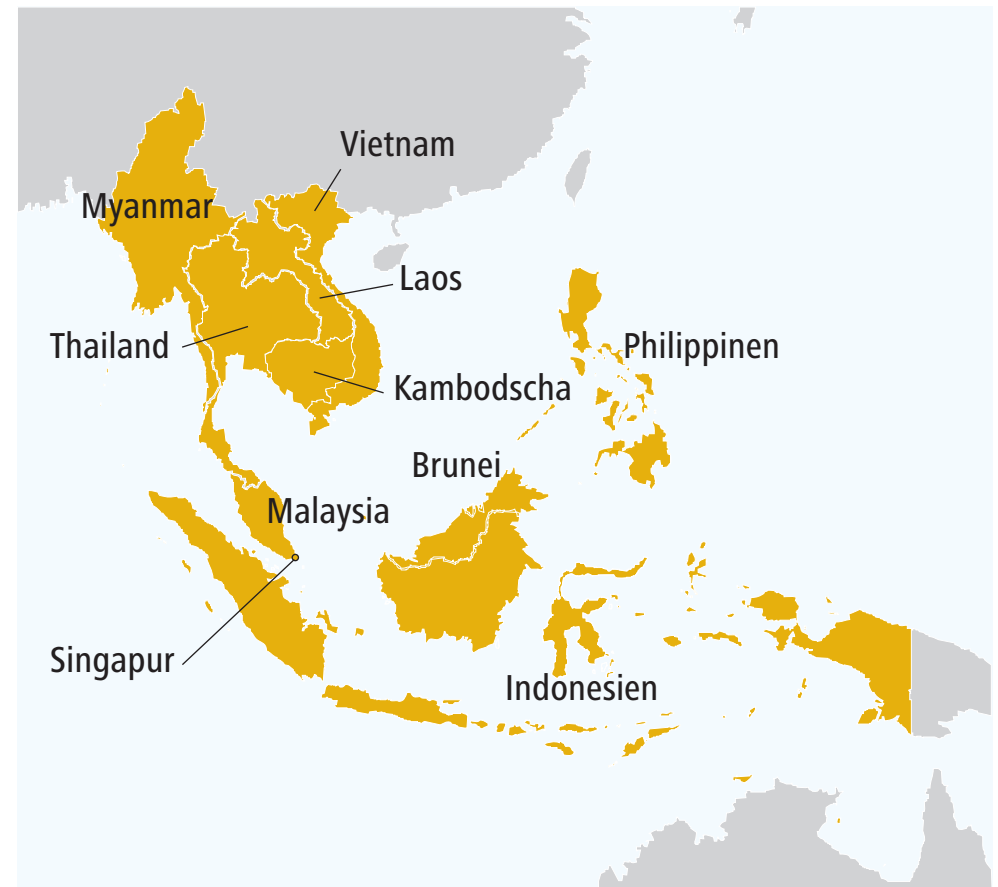 Vietnam
Myanmar
Laos
Thailand
Philippinen
Kambodscha
Brunei
Malaysia
Singapur
Indonesien